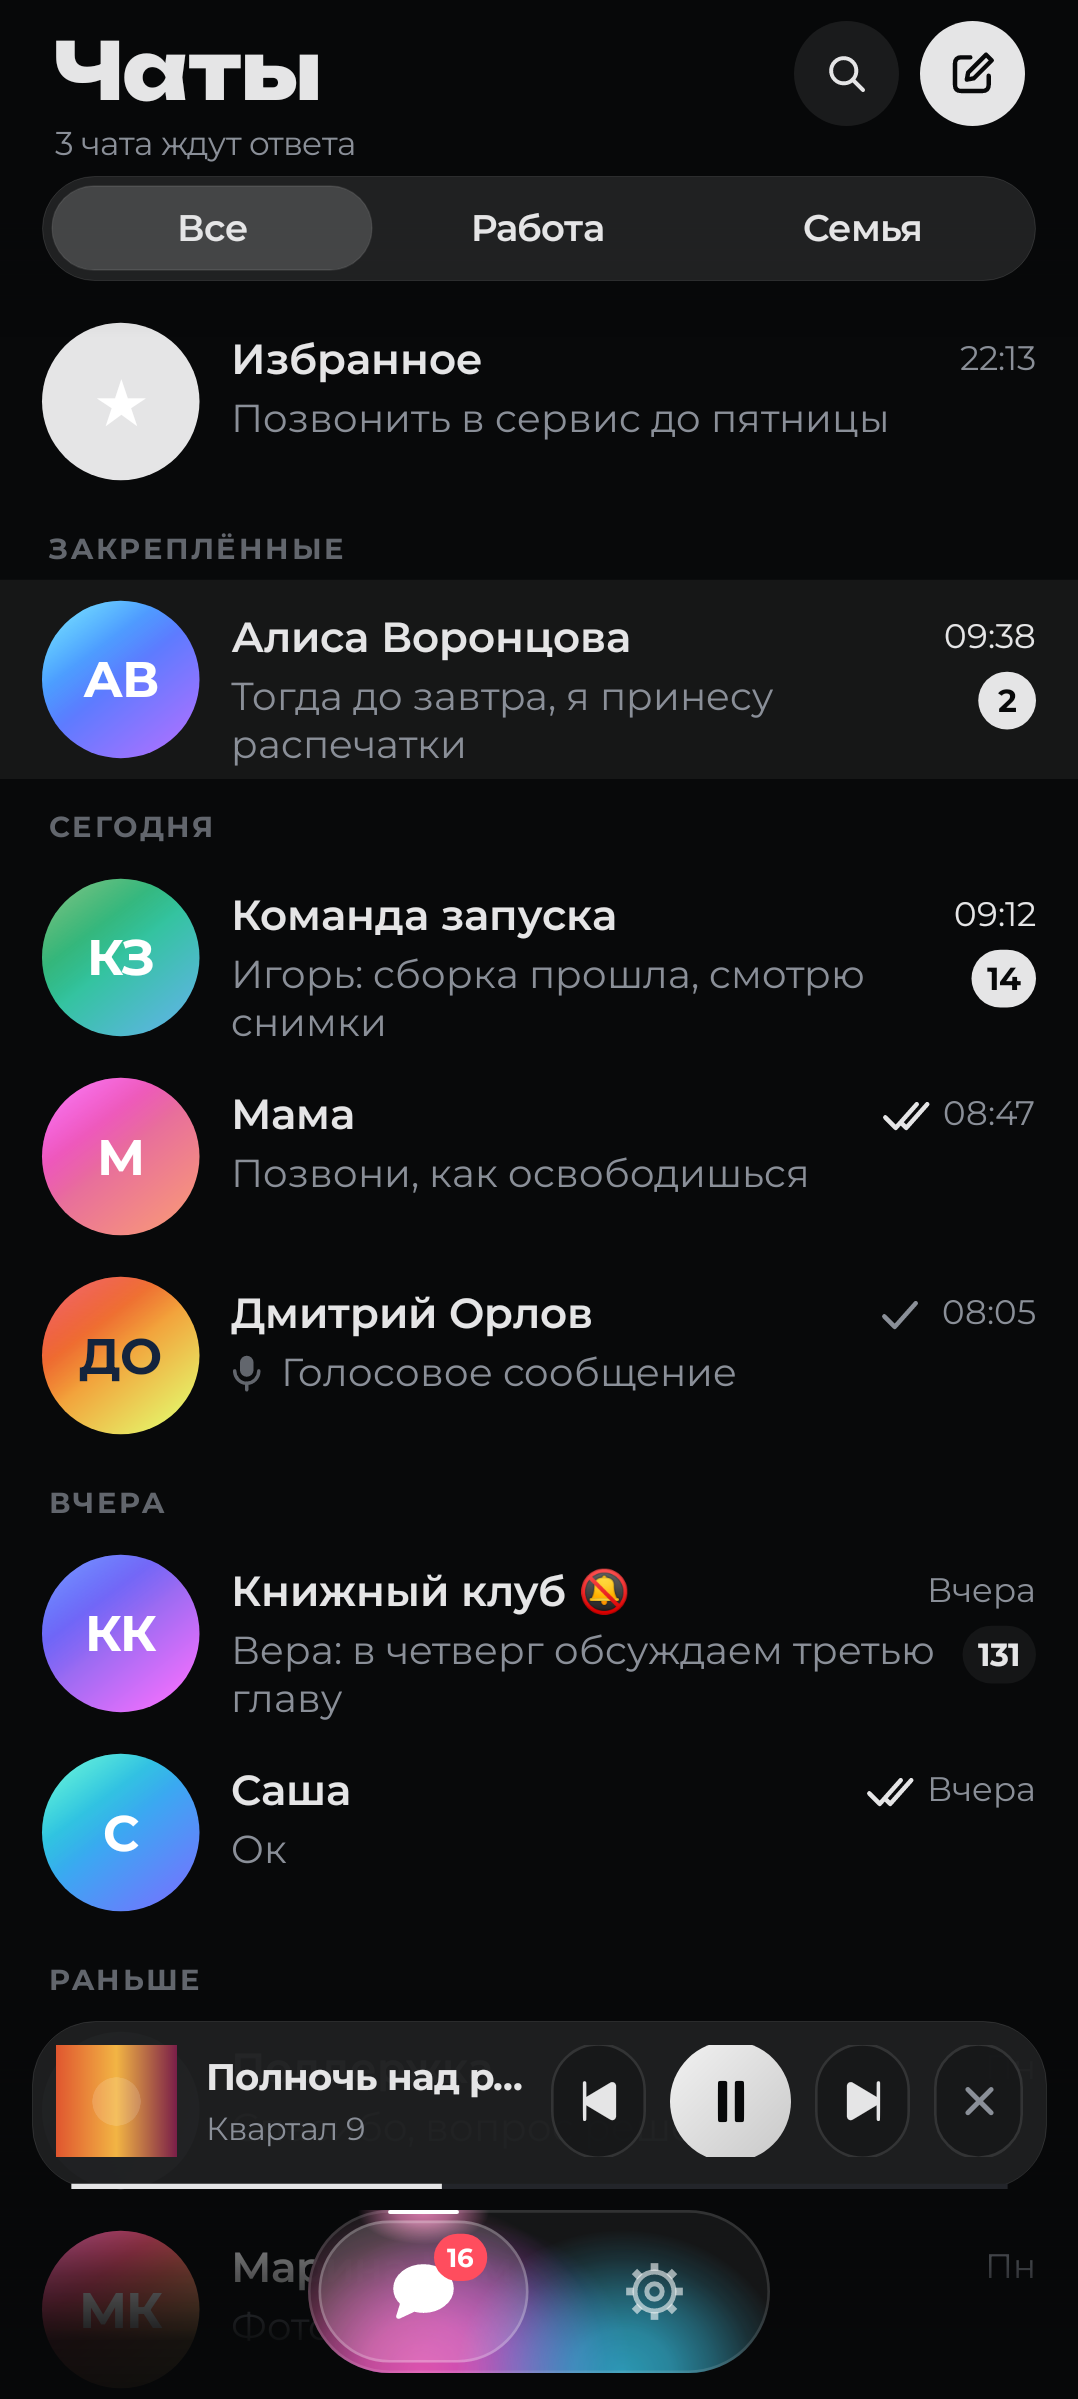 Чаты
3 чата ждут ответа
Все Работа Семья
Избранное 22:13
Позвонить в сервис до пятницы
ЗАКРЕПЛЁННЫЕ
АВ Алиса Воронцова 09:38
Тогда до завтра, я принесу 2
распечатки
СЕГОДНЯ
КЗ Команда запуска 09:12
Игорь: сборка прошла, смотрю 14
снимки
М Мама 08:47
Позвони, как освободишься
ДО Дмитрий Орлов 08:05
Голосовое сообщение
ВЧЕРА
КК Книжный клуб Вчера
Вера: в четверг обсуждаем третью 131
главу
С Саша Вчера
Ок
РАНЬШЕ
Полночь над р...
Квартал 9
16
МК Пн